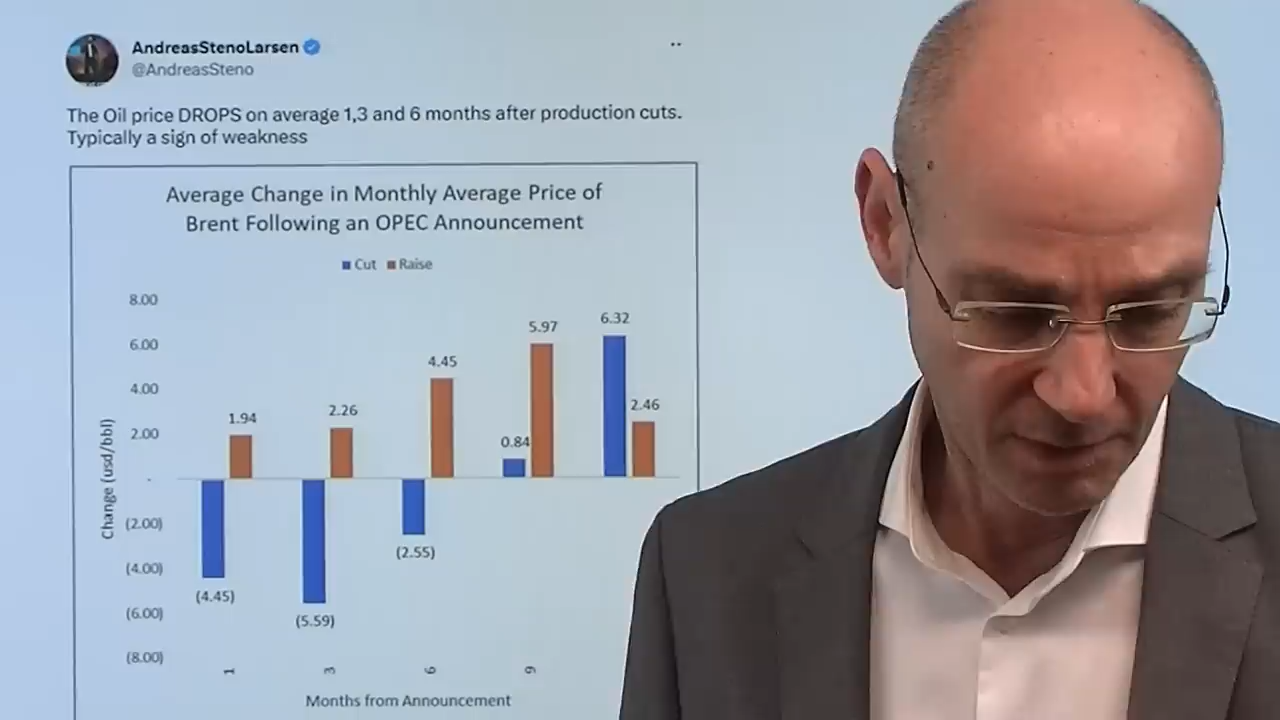 AndreasStenoLarsen
@AndreasSteno
The Oil price DROPS on average 1,3 and 6 months after production cuts.
Typically a sign of weakness
Average Change in Monthly Average Price of
Brent Following an OPEC Announcement
Cut Raise
8.00
6.00
4.00
2.00
-
(2.00)
(4.00)
(6.00)
(8.00)
Change (usd/bbl)
(4.45)
1.94
(5.59)
2.26
(2.55)
4.45
0.84
5.97
6.32
2.46
1
3
6
9
Months from Announcement